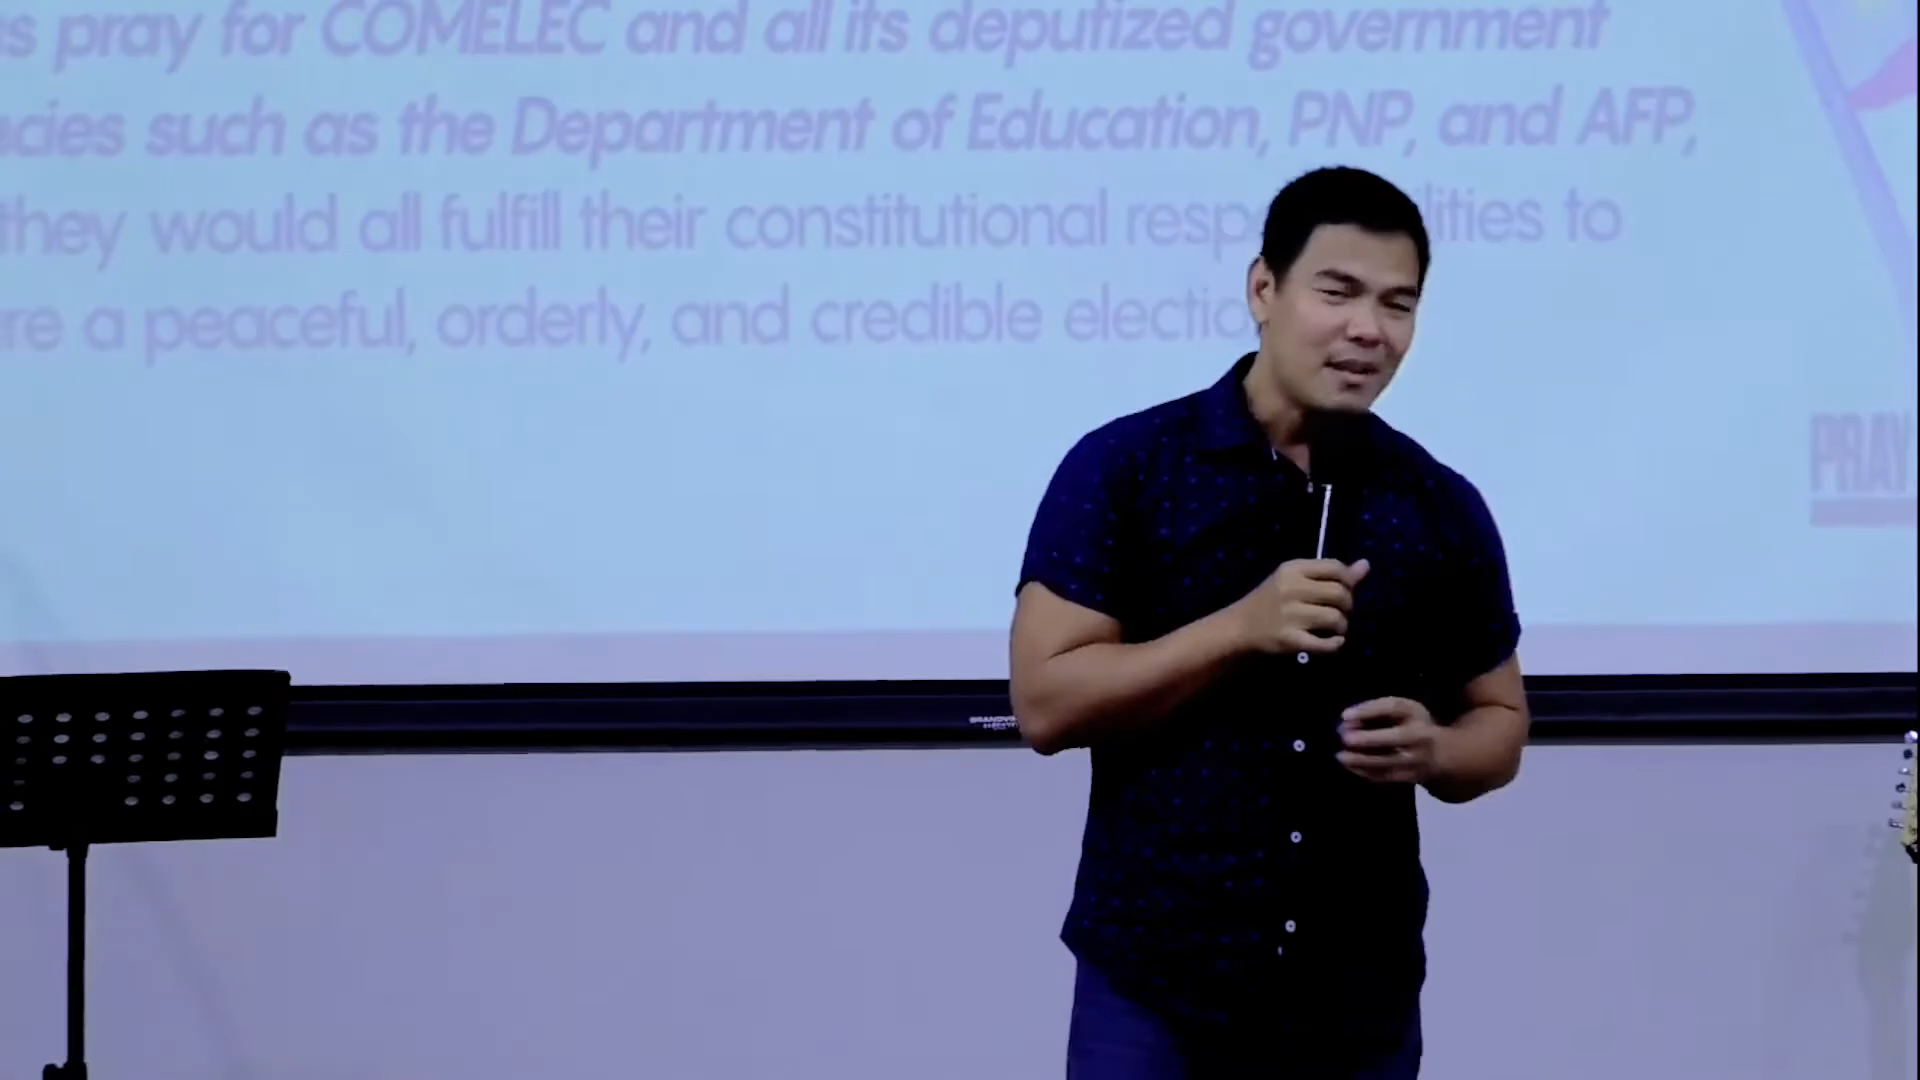 s pray for COMELEC and all its deputized government
cies such as the Department of Education, PNP, and AFP,
they would all fulfill their constitutional resp lities to
re a peaceful, orderly, and credible electio
PRAY